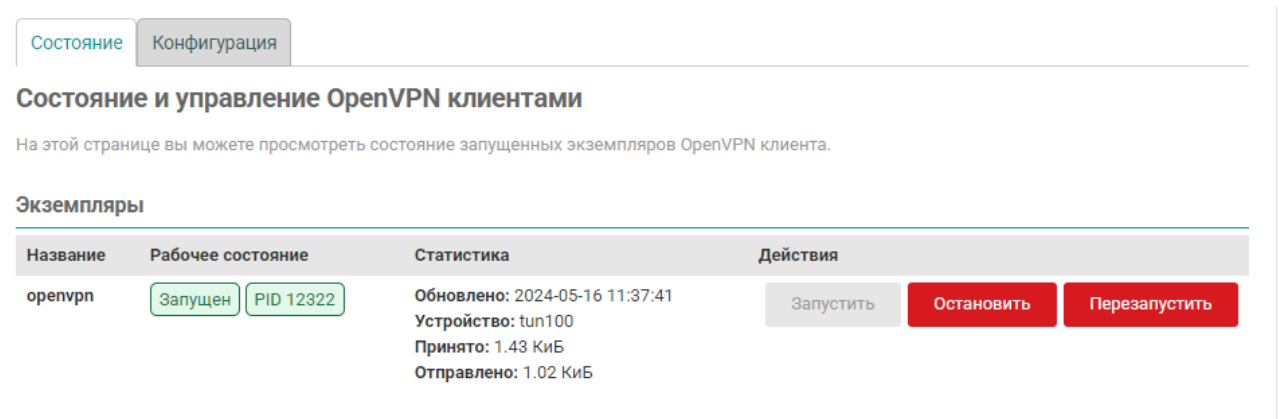 Состояние Конфигурация
Состояние и управление OpenVPN клиентами
На этой странице вы можете просмотреть состояние запущенных экземпляров OpenVPN клиента.
Экземпляры
Название Рабочее состояние Статистика Действия
openvpn Запущен PID 12322 Обновлено: 2024-05-16 11:37:41 Запустить Остановить Перезапустить
Устройство: tun100
Принято: 1.43 КиБ
Отправлено: 1.02 КиБ